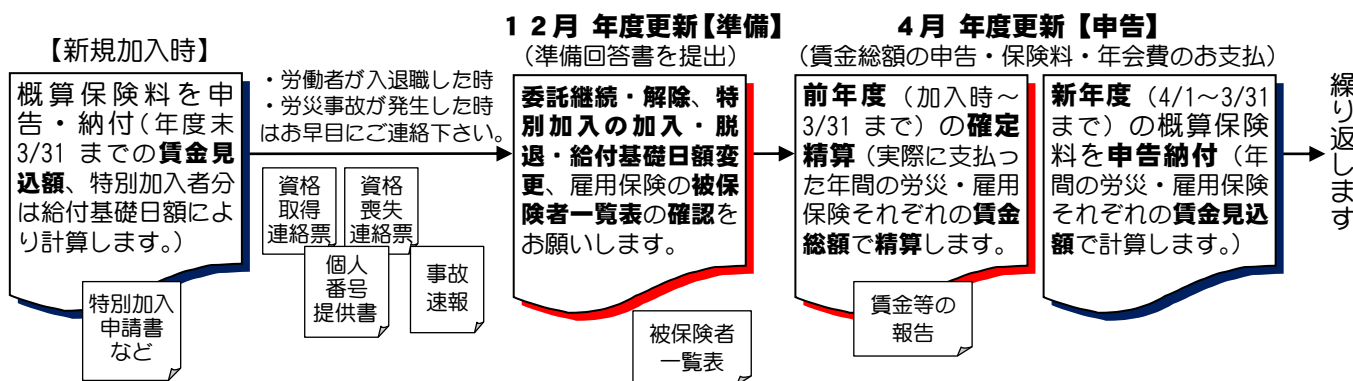 【新規加入時】
概算保険料を申
告・納付(年度末
3/31 までの賃金見
込額、特別加入者分
は給付基礎日額によ
り計算します。)
特別加入
申請書
など
・労働者が入退職した時
・労災事故が発生した時
はお早目にご連絡下さい。
資格
取得
連絡票
資格
喪失
連絡票
個人
番号
提供書
事故
速報
12月 年度更新【準備】
(準備回答書を提出)
委託継続・解除、特
別加入の加入・脱
退・給付基礎日額変
更、雇用保険の被保
険者一覧表の確認を
お願いします。
被保険者
一覧表
4月 年度更新【申告】
(賃金総額の申告・保険料・年会費のお支払)
前年度(加入時～
3/31 まで)の確定
精算(実際に支払っ
た年間の労災・雇用
保険それぞれの賃金
総額で精算します。
賃金等の
報告
新年度(4/1～3/31
まで)の概算保険
料を申告納付(年
間の労災・雇用保険
それぞれの賃金見込
額で計算します。)
繰り返します